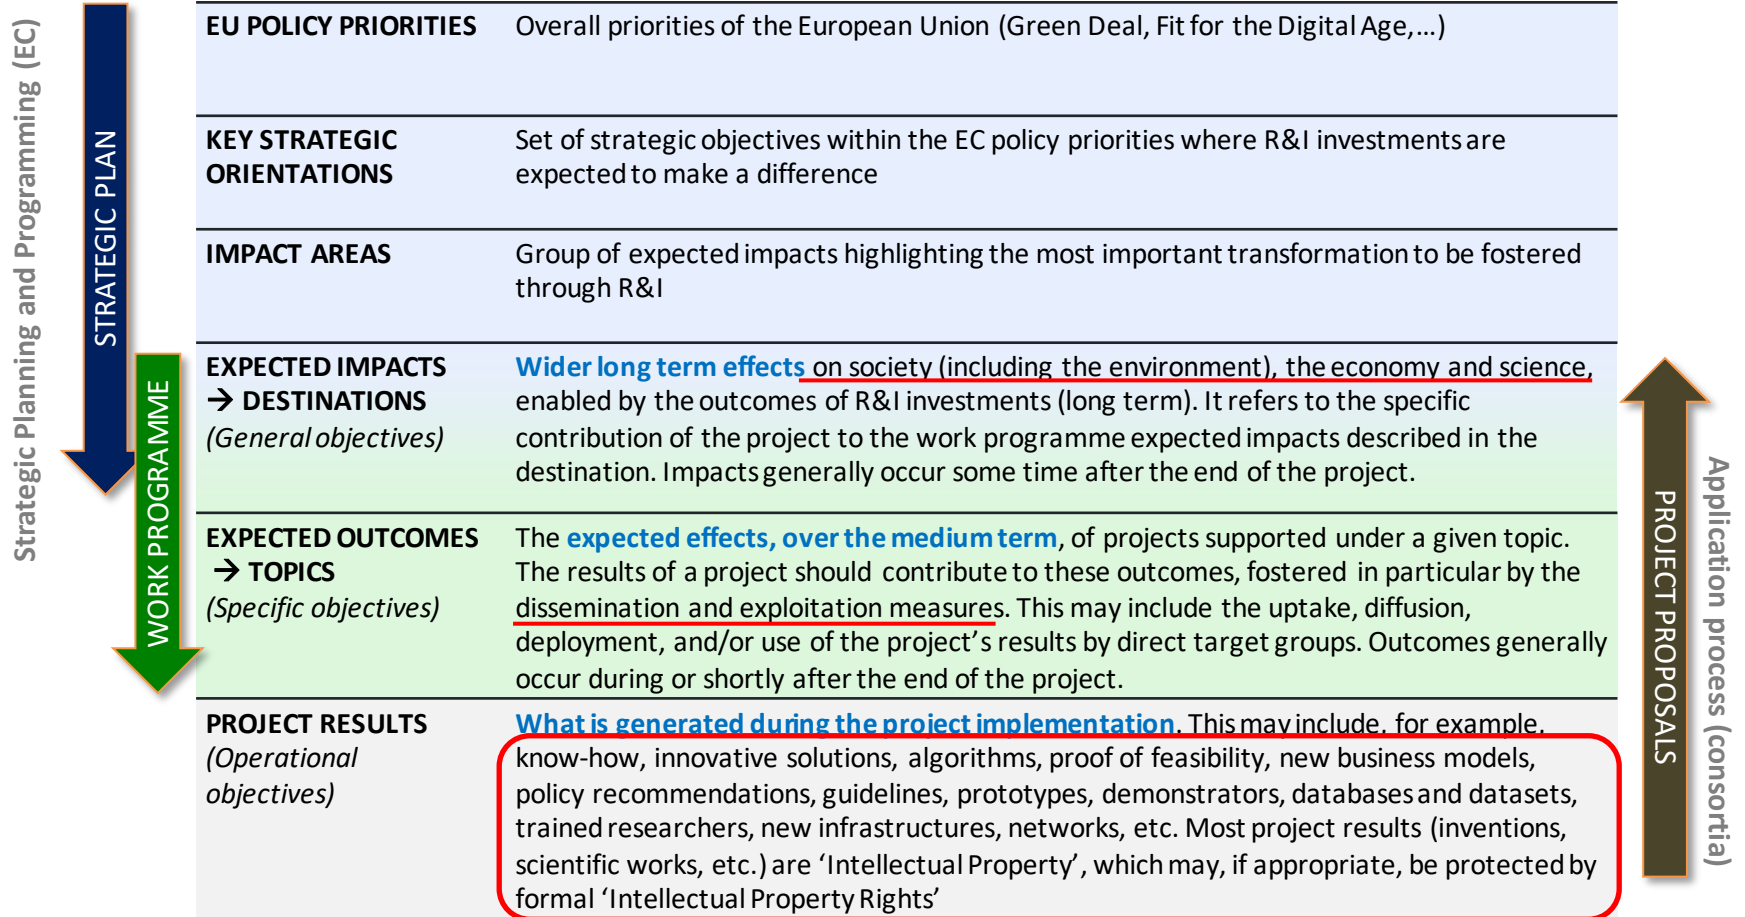 Strategic Planning and Programming (EC)
STRATEGIC PLAN
WORK PROGRAMME
EU POLICY PRIORITIES
Overall priorities of the European Union (Green Deal, Fit for the Digital Age,…)
KEY STRATEGIC
ORIENTATIONS
Set of strategic objectives within the EC policy priorities where R&I investments are
expected to make a difference
IMPACT AREAS
Group of expected impacts highlighting the most important transformation to be fostered
through R&I
EXPECTED IMPACTS
→ DESTINATIONS
(General objectives)
Wider long term effects on society (including the environment), the economy and science,
enabled by the outcomes of R&I investments (long term). It refers to the specific
contribution of the project to the work programme expected impacts described in the
destination. Impacts generally occur some time after the end of the project.
EXPECTED OUTCOMES
→ TOPICS
(Specific objectives)
The expected effects, over the medium term, of projects supported under a given topic.
The results of a project should contribute to these outcomes, fostered in particular by the
dissemination and exploitation measures. This may include the uptake, diffusion,
deployment, and/or use of the project’s results by direct target groups. Outcomes generally
occur during or shortly after the end of the project.
PROJECT RESULTS
(Operational
objectives)
What is generated during the project implementation. This may include, for example,
know-how, innovative solutions, algorithms, proof of feasibility, new business models,
policy recommendations, guidelines, prototypes, demonstrators, databases and datasets,
trained researchers, new infrastructures, networks, etc. Most project results (inventions,
scientific works, etc.) are ‘Intellectual Property’, which may, if appropriate, be protected by
formal ‘Intellectual Property Rights’
PROJECT PROPOSALS
Application process (consortia)